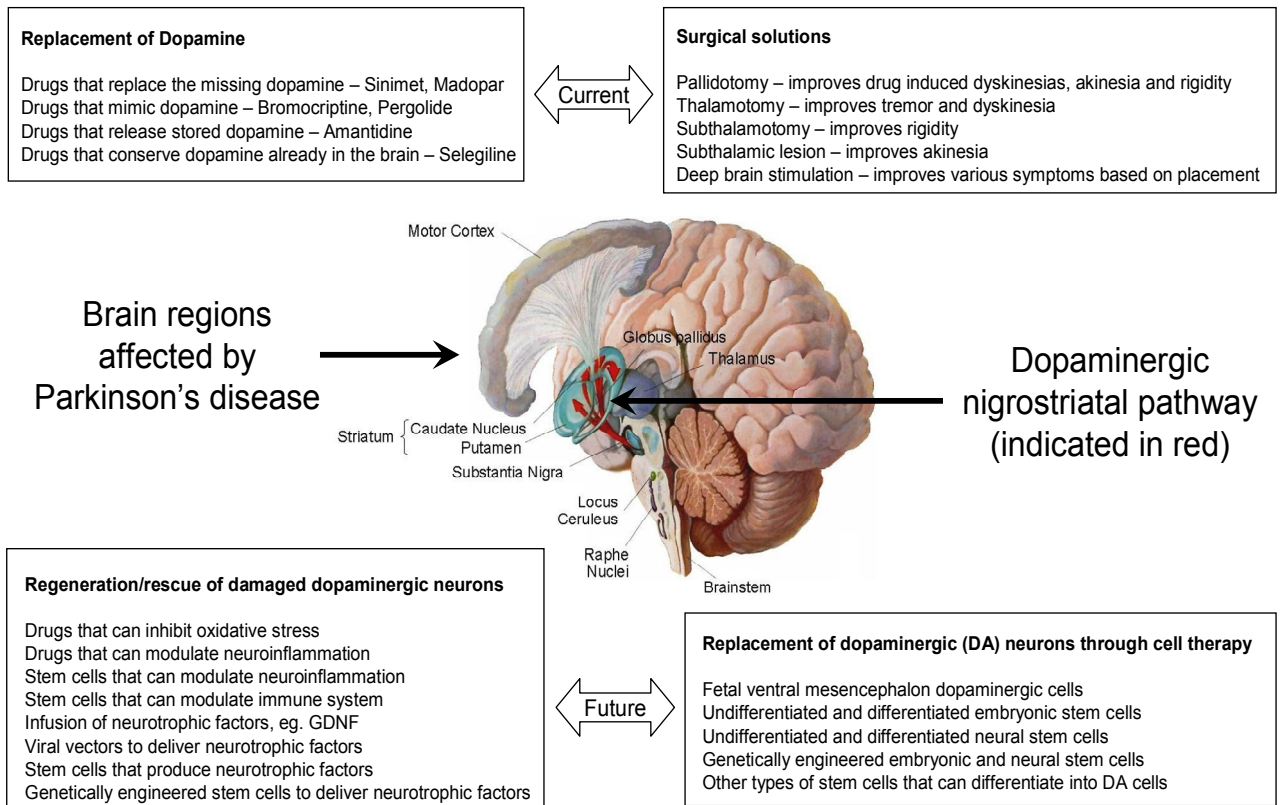 Replacement of Dopamine
Drugs that replace the missing dopamine – Sinimet, Madopar
Drugs that mimic dopamine – Bromocriptine, Pergolide
Drugs that release stored dopamine – Amantidine
Drugs that conserve dopamine already in the brain – Selegiline
Current
Surgical solutions
Pallidotomy – improves drug induced dyskinesias, akinesia and rigidity
Thalamotomy – improves tremor and dyskinesia
Subthalamotomy – improves rigidity
Subthalamic lesion – improves akinesia
Deep brain stimulation – improves various symptoms based on placement
Brain regions
affected by
Parkinson’s disease
Motor Cortex
Globus pallidus
Thalamus
Striatum
Caudate Nucleus
Putamen
Substantia Nigra
Locus
Ceruleus
Raphe
Nuclei
Brainstem
Dopaminergic
nigrostriatal pathway
(indicated in red)
Regeneration/rescue of damaged dopaminergic neurons
Drugs that can inhibit oxidative stress
Drugs that can modulate neuroinflammation
Stem cells that can modulate neuroinflammation
Stem cells that can modulate immune system
Infusion of neurotrophic factors, eg. GDNF
Viral vectors to deliver neurotrophic factors
Stem cells that produce neurotrophic factors
Genetically engineered stem cells to deliver neurotrophic factors
Future
Replacement of dopaminergic (DA) neurons through cell therapy
Fetal ventral mesencephalon dopaminergic cells
Undifferentiated and differentiated embryonic stem cells
Undifferentiated and differentiated neural stem cells
Genetically engineered embryonic and neural stem cells
Other types of stem cells that can differentiate into DA cells